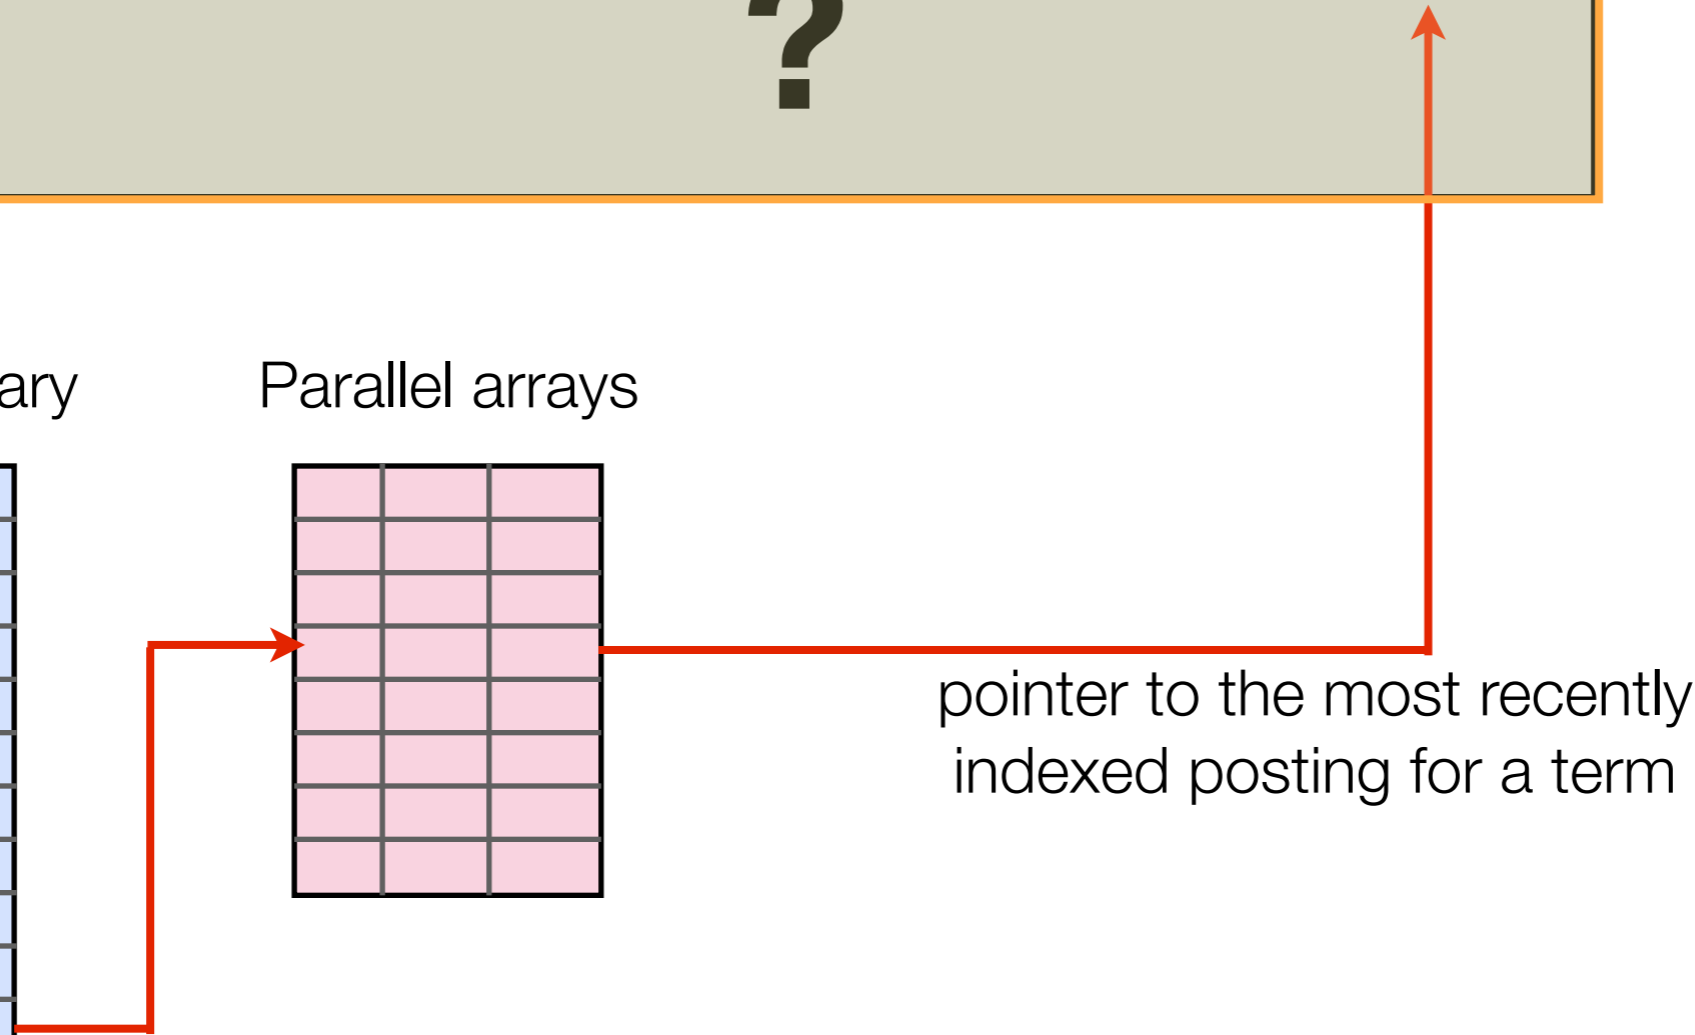 ?
ary Parallel arrays
pointer to the most recently
indexed posting for a term